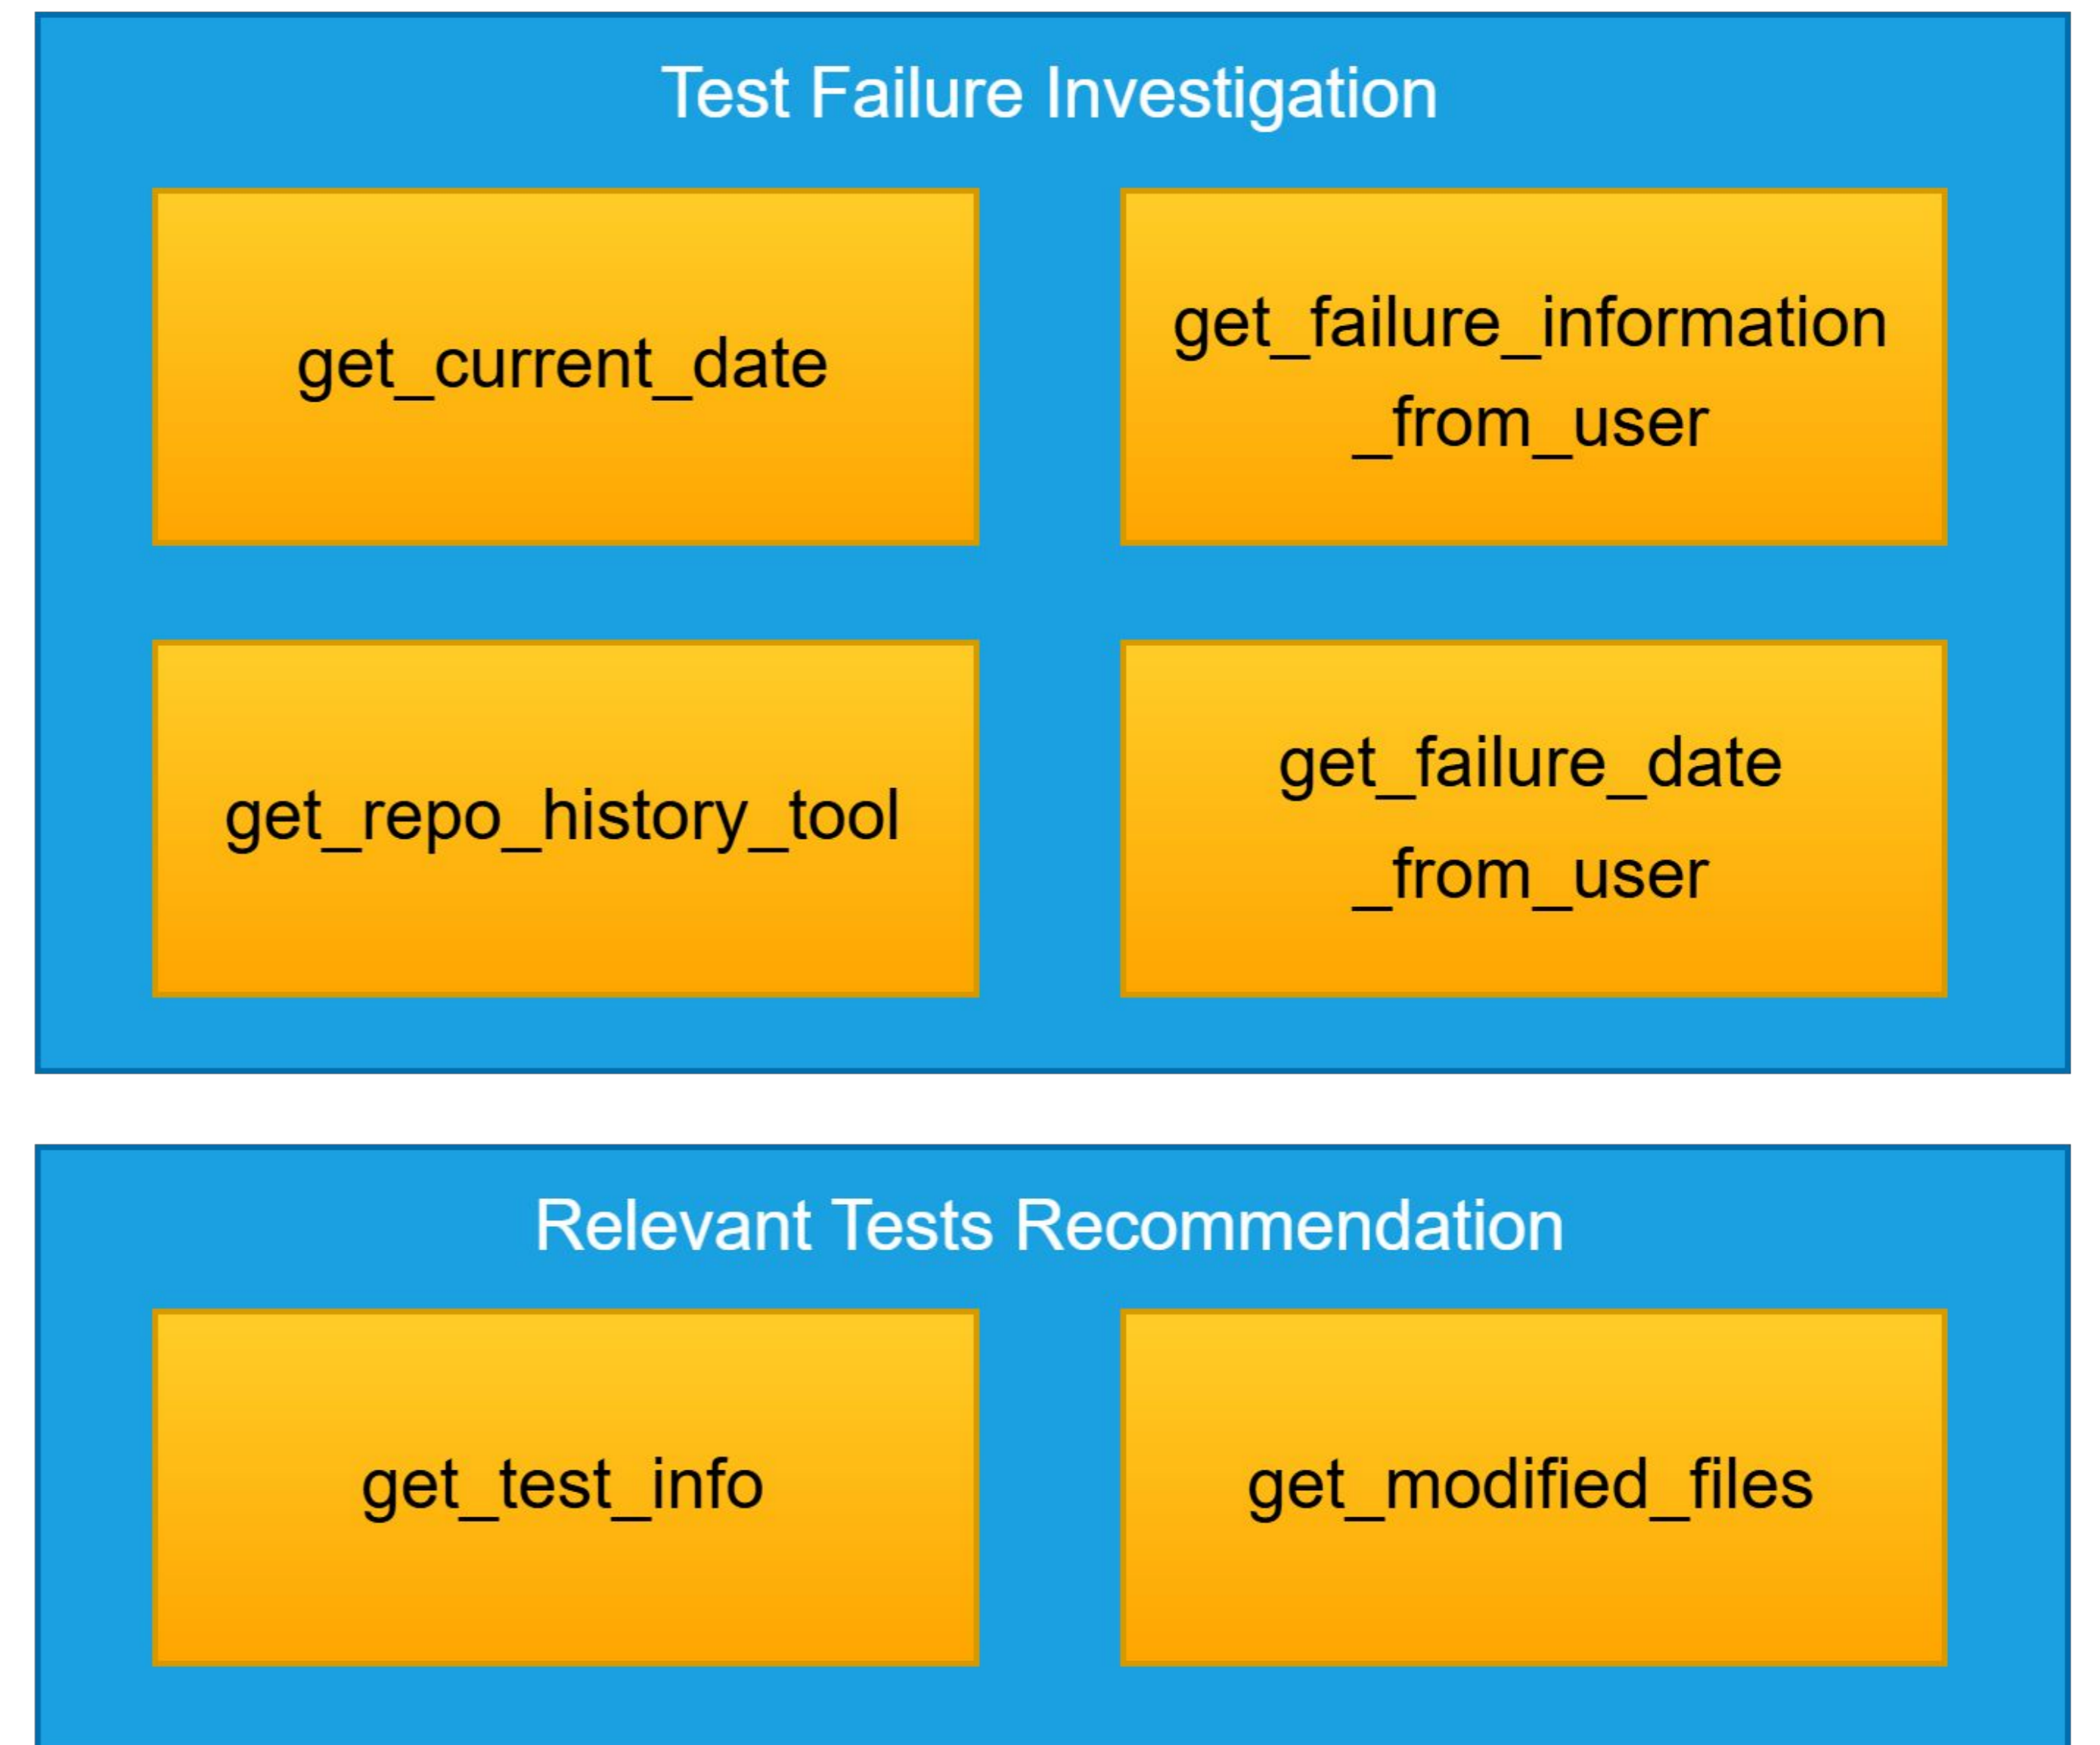 Test Failure Investigation
get_current_date
get_failure_information
_from_user
get_repo_history_tool
get_failure_date
_from_user
Relevant Tests Recommendation
get_test_info
get_modified_files